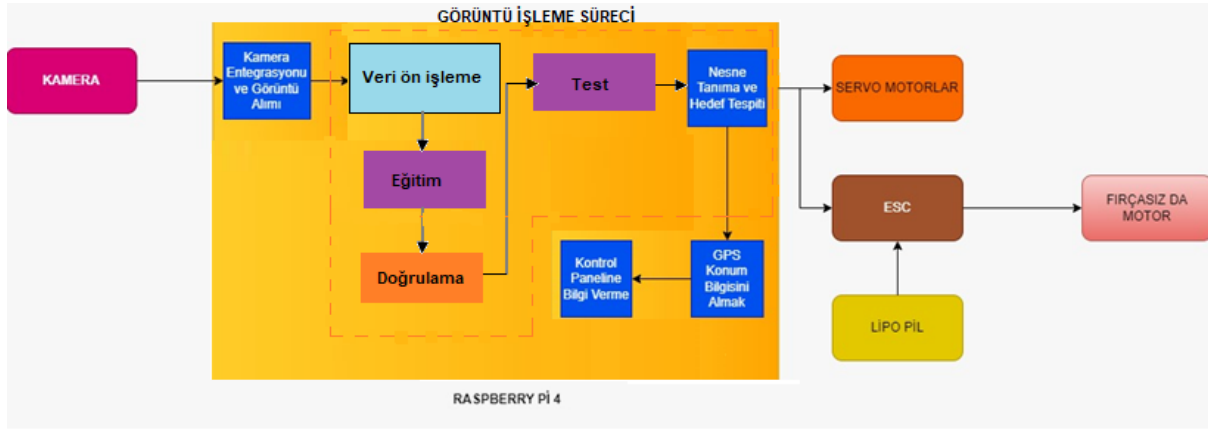 GÖRÜNTÜ İŞLEME SÜRECİ
KAMERA
Kamera
Entegrasyonu
ve Görüntü
Alımı
Veri ön işleme
Test
Nesne
Tanıma ve
Hedef Tespiti
SERVO MOTORLAR
Eğitim
ESC
FIRÇASIZ DA
MOTOR
Doğrulama
Kontrol
Paneline
Bilgi Verme
GPS
Konum
Bilgisini
Almak
LİPO PİL
RASPBERRY Pİ 4